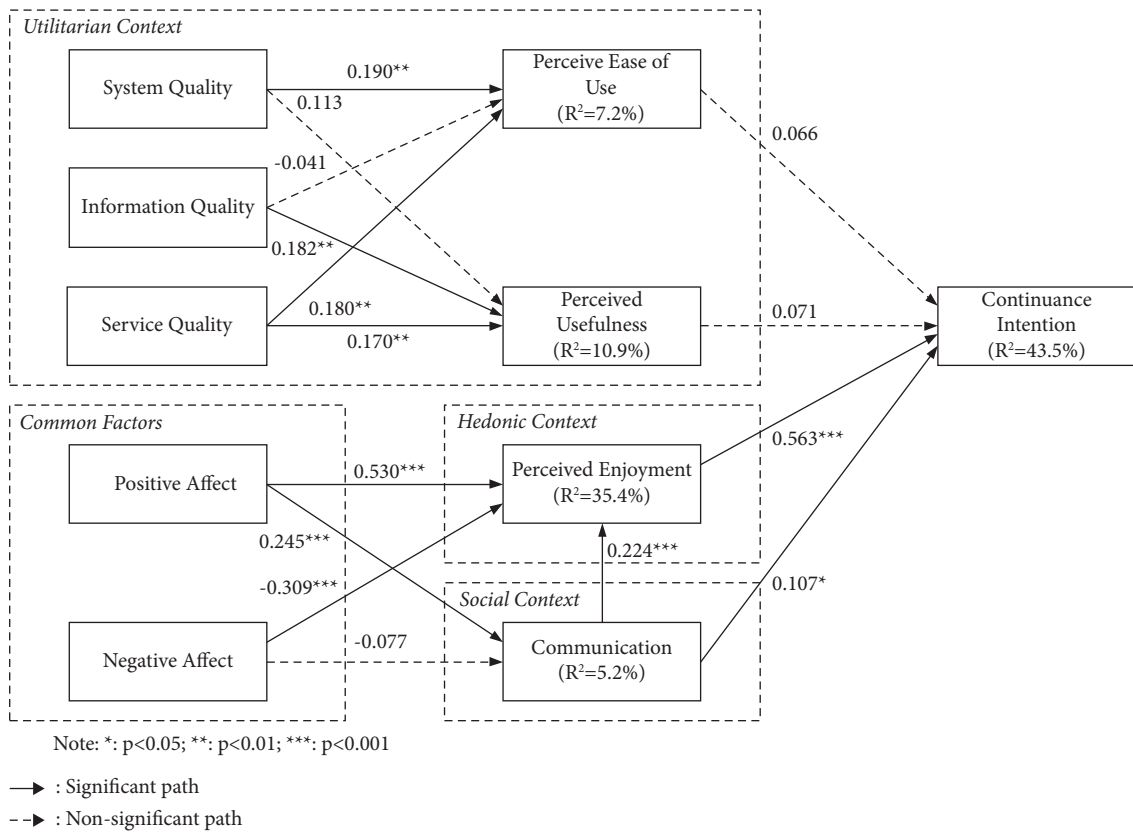 Utilitarian Context
System Quality
0.190**
0.113
Perceive Ease of
Use
(R²=7.2%)
0.066
-0.041
Information Quality
0.182**
Service Quality
0.180**
0.170**
Perceived
Usefulness
(R²=10.9%)
0.071
Continuance
Intention
(R²=43.5%)
Common Factors
Hedonic Context
Positive Affect
0.530***
Perceived Enjoyment
(R²=35.4%)
0.563***
0.245***
0.224***
-0.309***
Social Context
0.107*
Negative Affect
-0.077
Communication
(R²=5.2%)
Note: *: p<0.05; **: p<0.01; ***: p<0.001
: Significant path
: Non-significant path